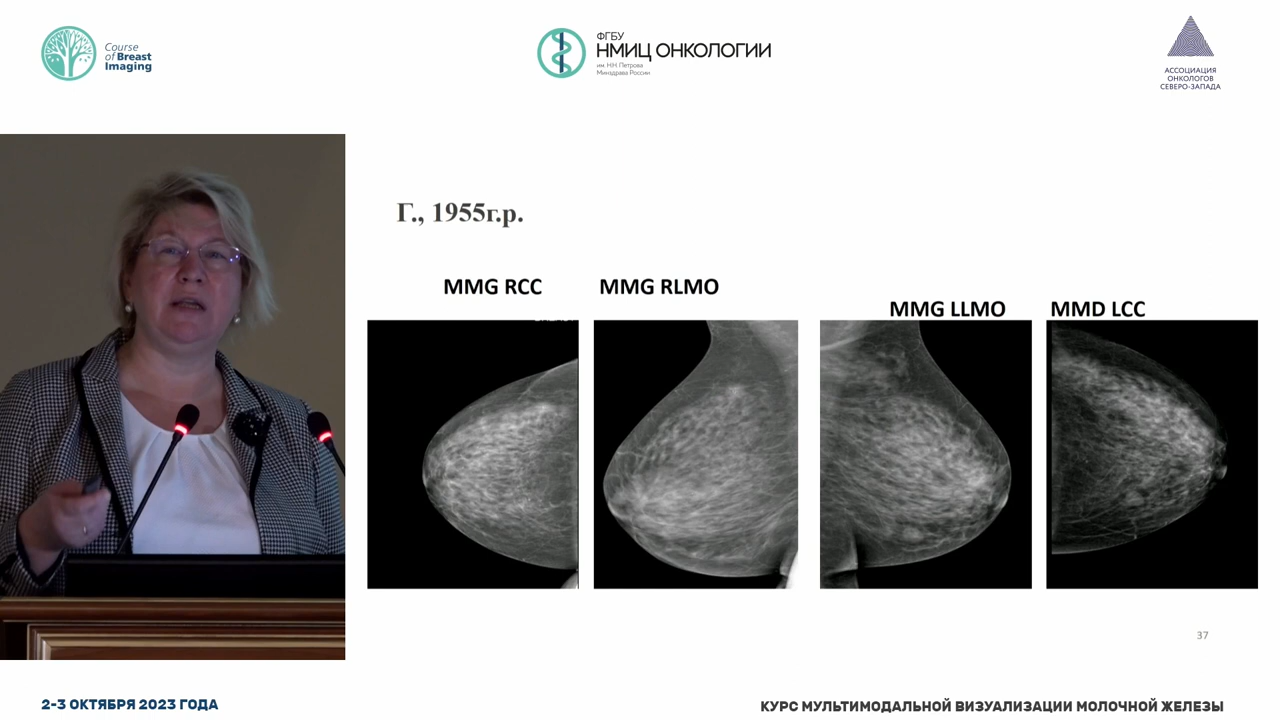 Course
of Breast
Imaging
ФГБУ
НМИЦ ОНКОЛОГИИ
им. Н.Н. Петрова
Минздрава России
АССОЦИАЦИЯ
ОНКОЛОГОВ
СЕВЕРО-ЗАПАДА
Г., 1955г.р.
MMG RCC
MMG RLMO
MMG LLMO
MMD LCC
37
2-3 ОКТЯБРЯ 2023 ГОДА
КУРС МУЛЬТИМОДАЛЬНОЙ ВИЗУАЛИЗАЦИИ МОЛОЧНОЙ ЖЕЛЕЗЫ